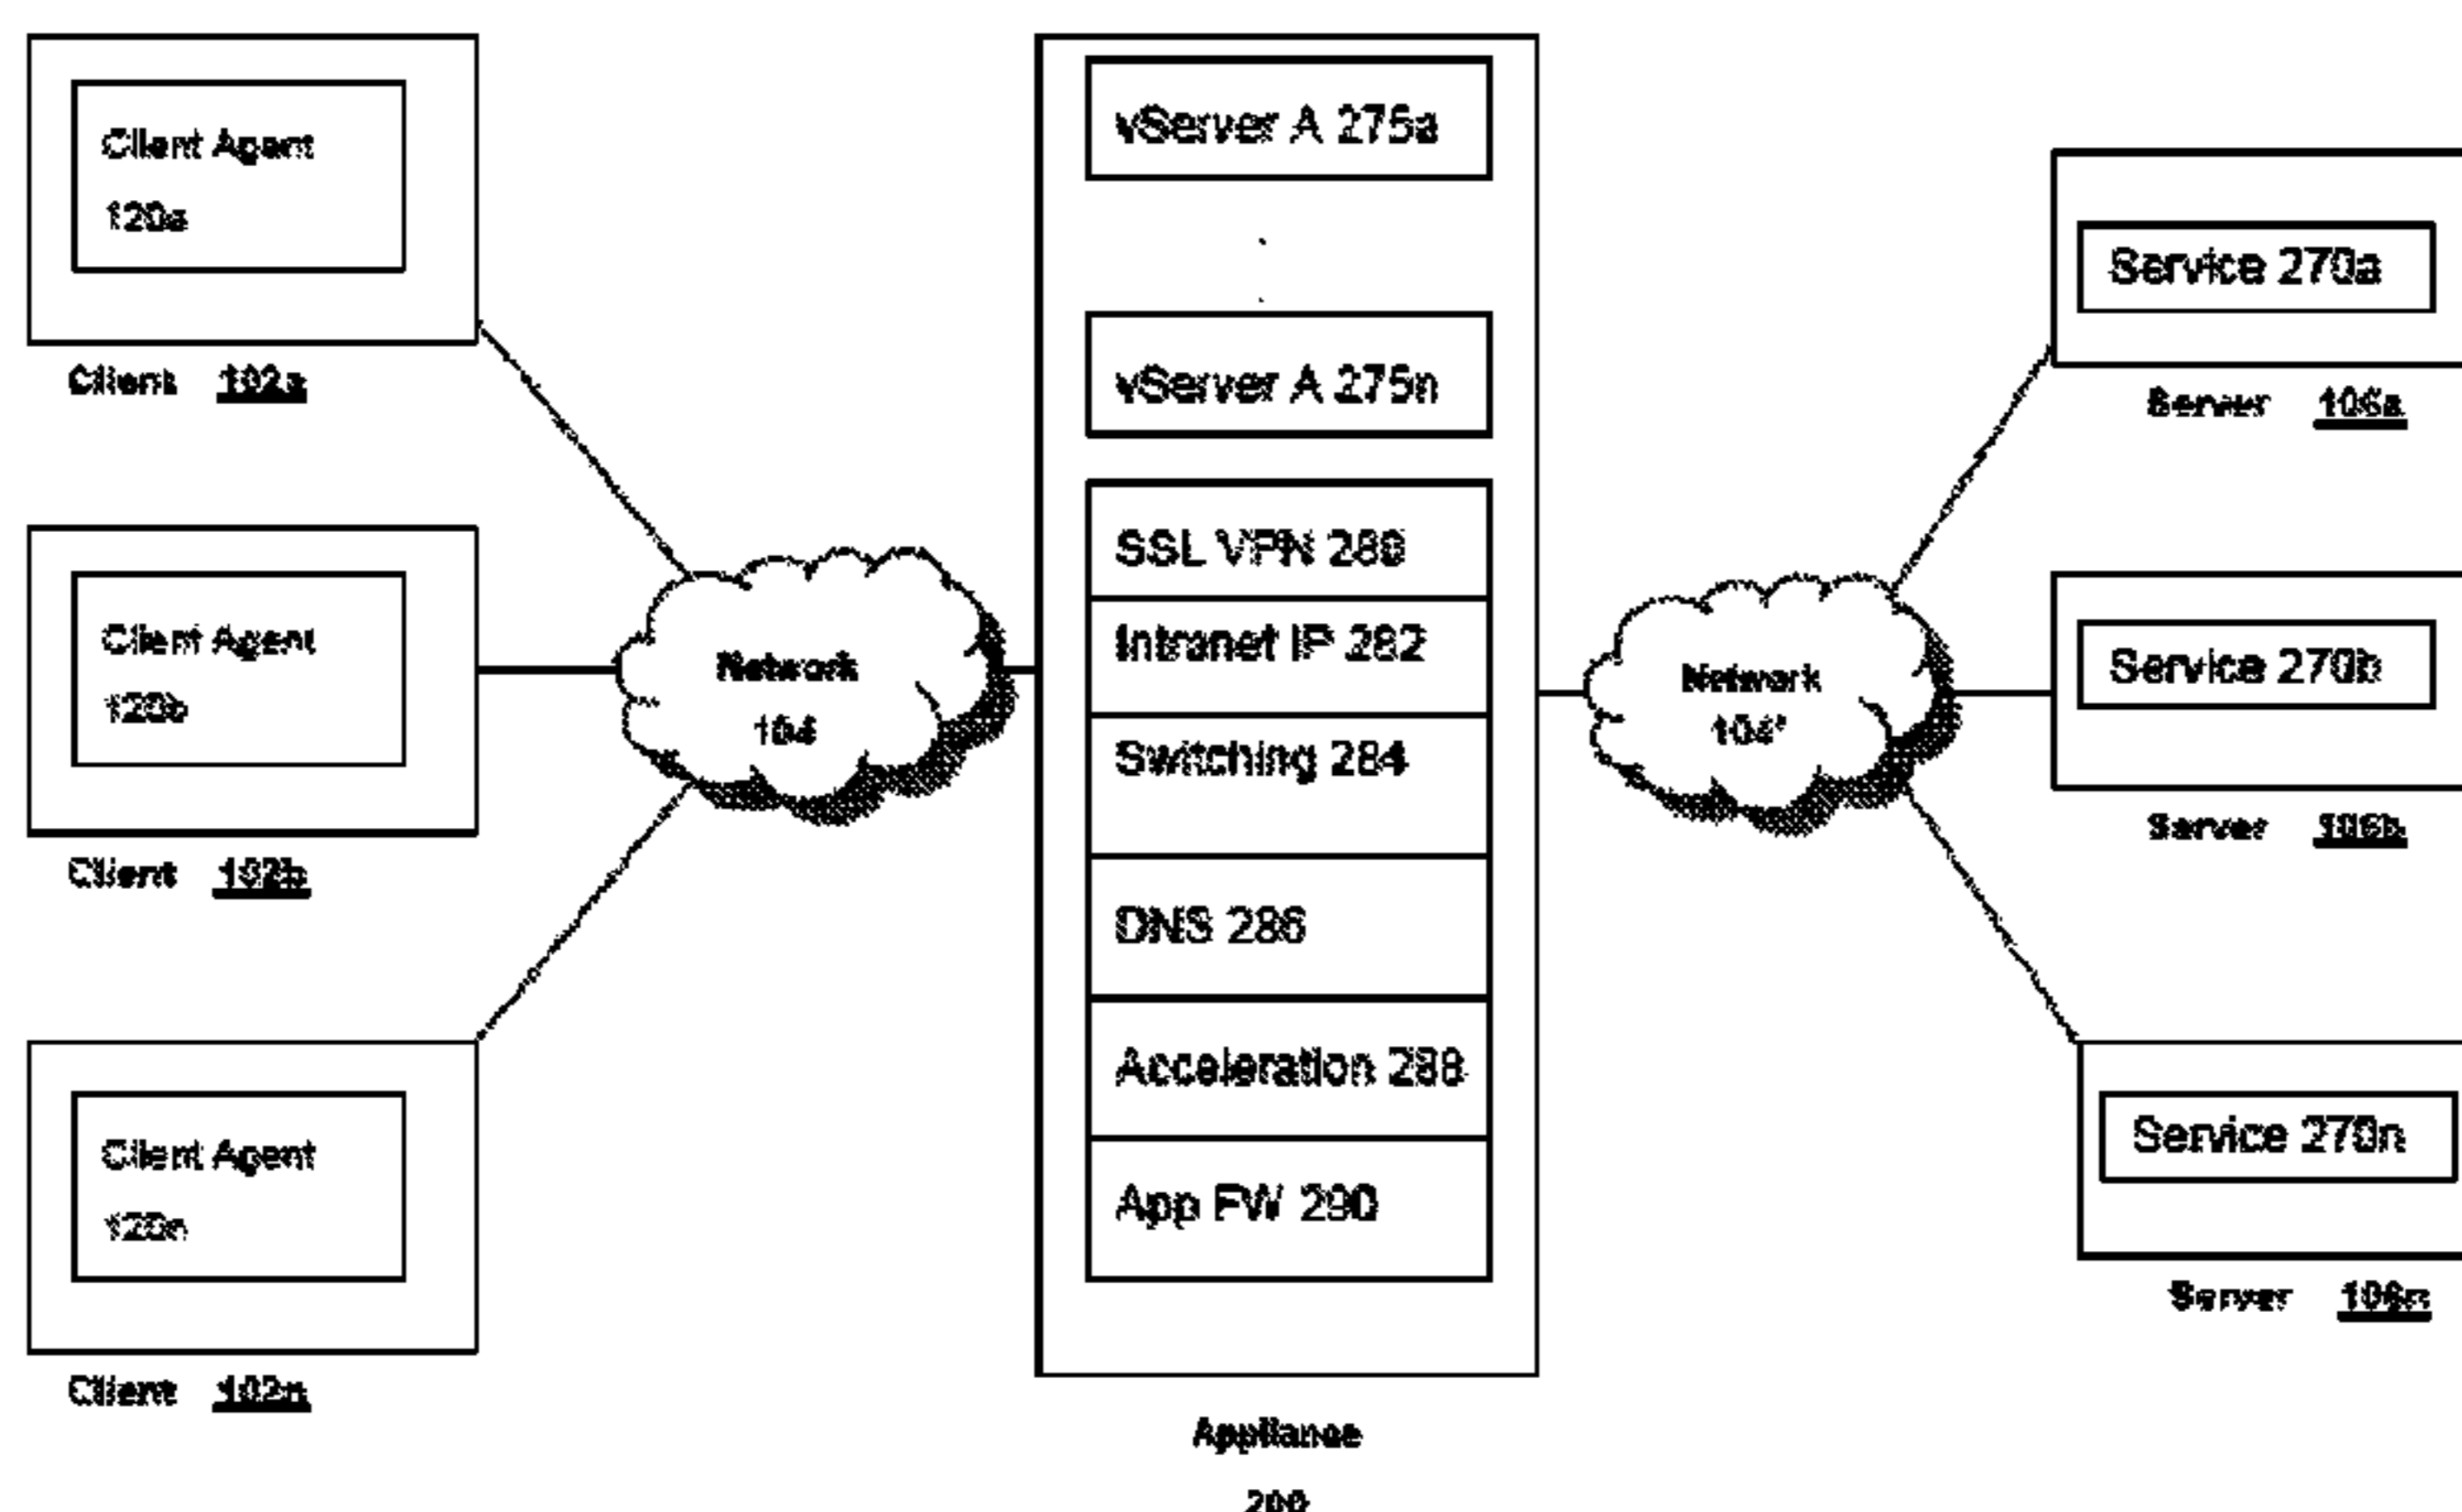 Client Agent
120a
Client 102a
Client Agent
120b
Client 102b
Client Agent
120n
Client 102n
Network
104
vServer A 275a
vServer A 275n
SSL VPN 280
Intranet IP 282
Switching 284
DNS 286
Acceleration 288
App FW 290
Appliance
200
Network
104'
Service 270a
Server 106a
Service 270b
Server 106b
Service 270n
Server 106n